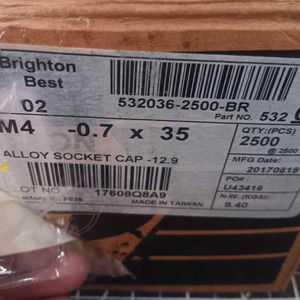 Brighton
Best
02
532036-2500-BR
Part No. 532
M4 -0.7 x 35
QTY:(PCS)
2500
@ 2500
ALLOY SOCKET CAP -12.9
MFG Date:
20170819
LOT NO
17608Q8A9
PO#:
U43416
MADE IN TAIWAN
N.W. (KGS):
9.40